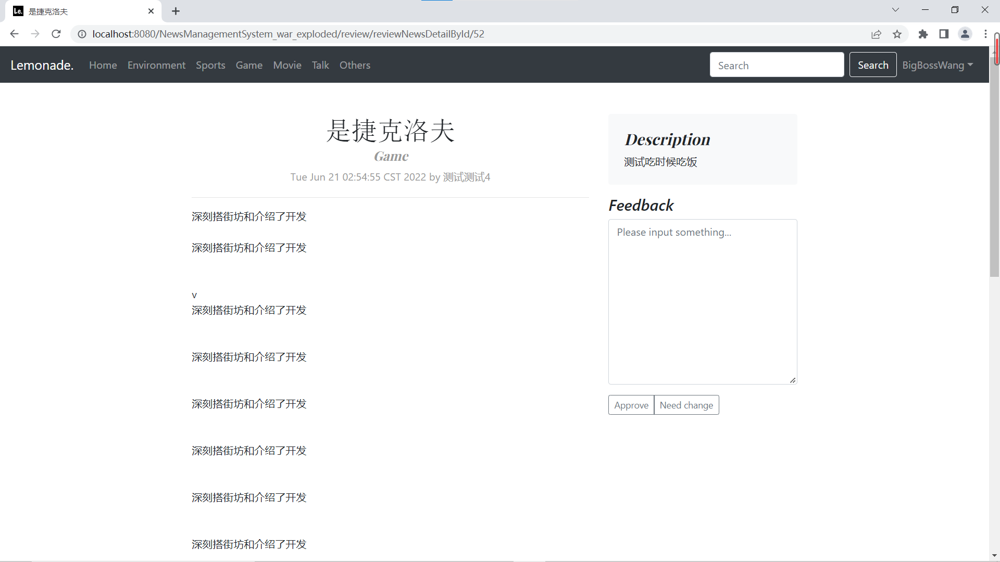 Le. 是捷克洛夫
localhost:8080/NewsManagementSystem_war_exploded/review/reviewNewsDetailById/52
Lemonade. Home Environment Sports Game Movie Talk Others Search Search BigBossWang
是捷克洛夫
Game
Tue Jun 21 02:54:55 CST 2022 by 测试测试4
深刻搭街坊和介绍了开发
深刻搭街坊和介绍了开发
v
深刻搭街坊和介绍了开发
深刻搭街坊和介绍了开发
深刻搭街坊和介绍了开发
深刻搭街坊和介绍了开发
深刻搭街坊和介绍了开发
深刻搭街坊和介绍了开发
Description
测试吃时候吃饭
Feedback
Please input something...
Approve Need change